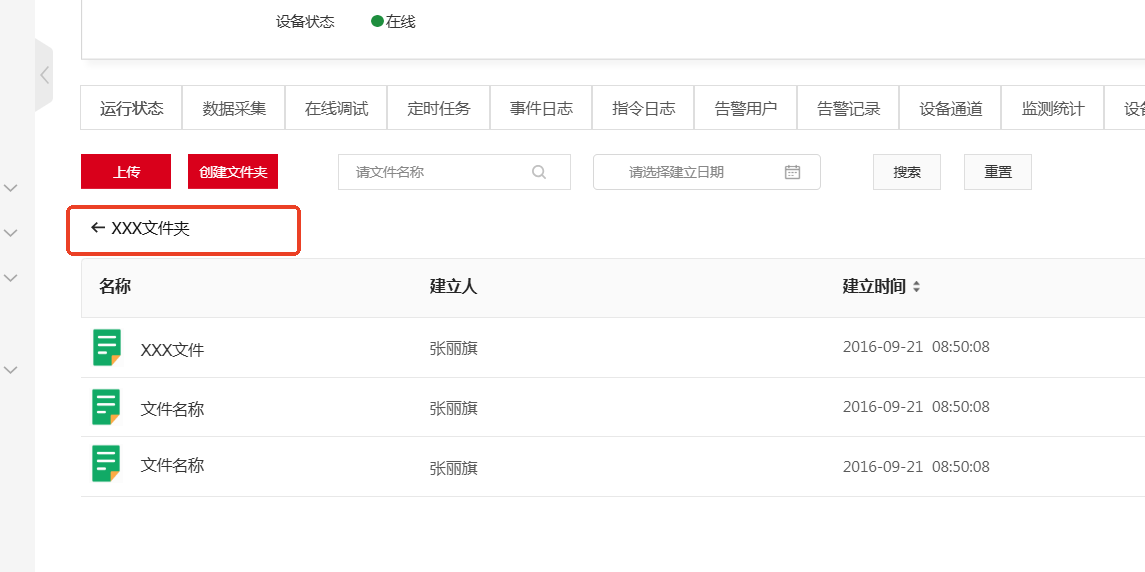 设备状态 在线
运行状态 数据采集 在线调试 定时任务 事件日志 指令日志 告警用户 告警记录 设备通道 监测统计 设
上传 创建文件夹 请文件名称 请选择建立日期 搜索 重置
XXX文件夹
名称 建立人 建立时间
XXX文件 张丽旗 2016-09-21 08:50:08
文件名称 张丽旗 2016-09-21 08:50:08
文件名称 张丽旗 2016-09-21 08:50:08